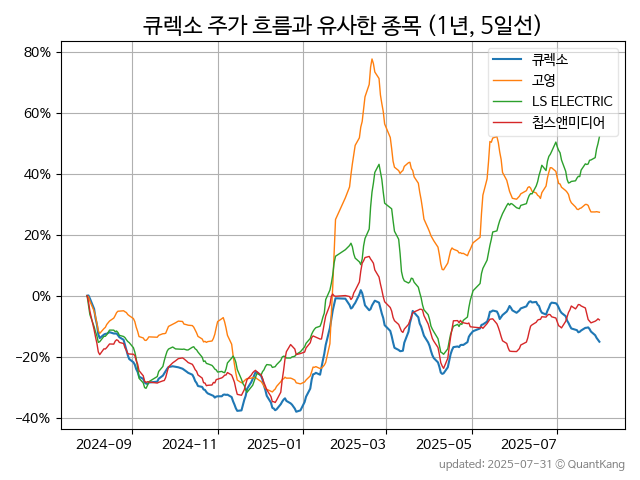 큐렉소 주가 흐름과 유사한 종목 (1년, 5일선)
80%
60%
40%
20%
0%
−20%
−40%
큐렉소
고영
LS ELECTRIC
칩스앤미디어
2024-09
2024-11
2025-01
2025-03
2025-05
2025-07
updated: 2025-07-31 © QuantKang